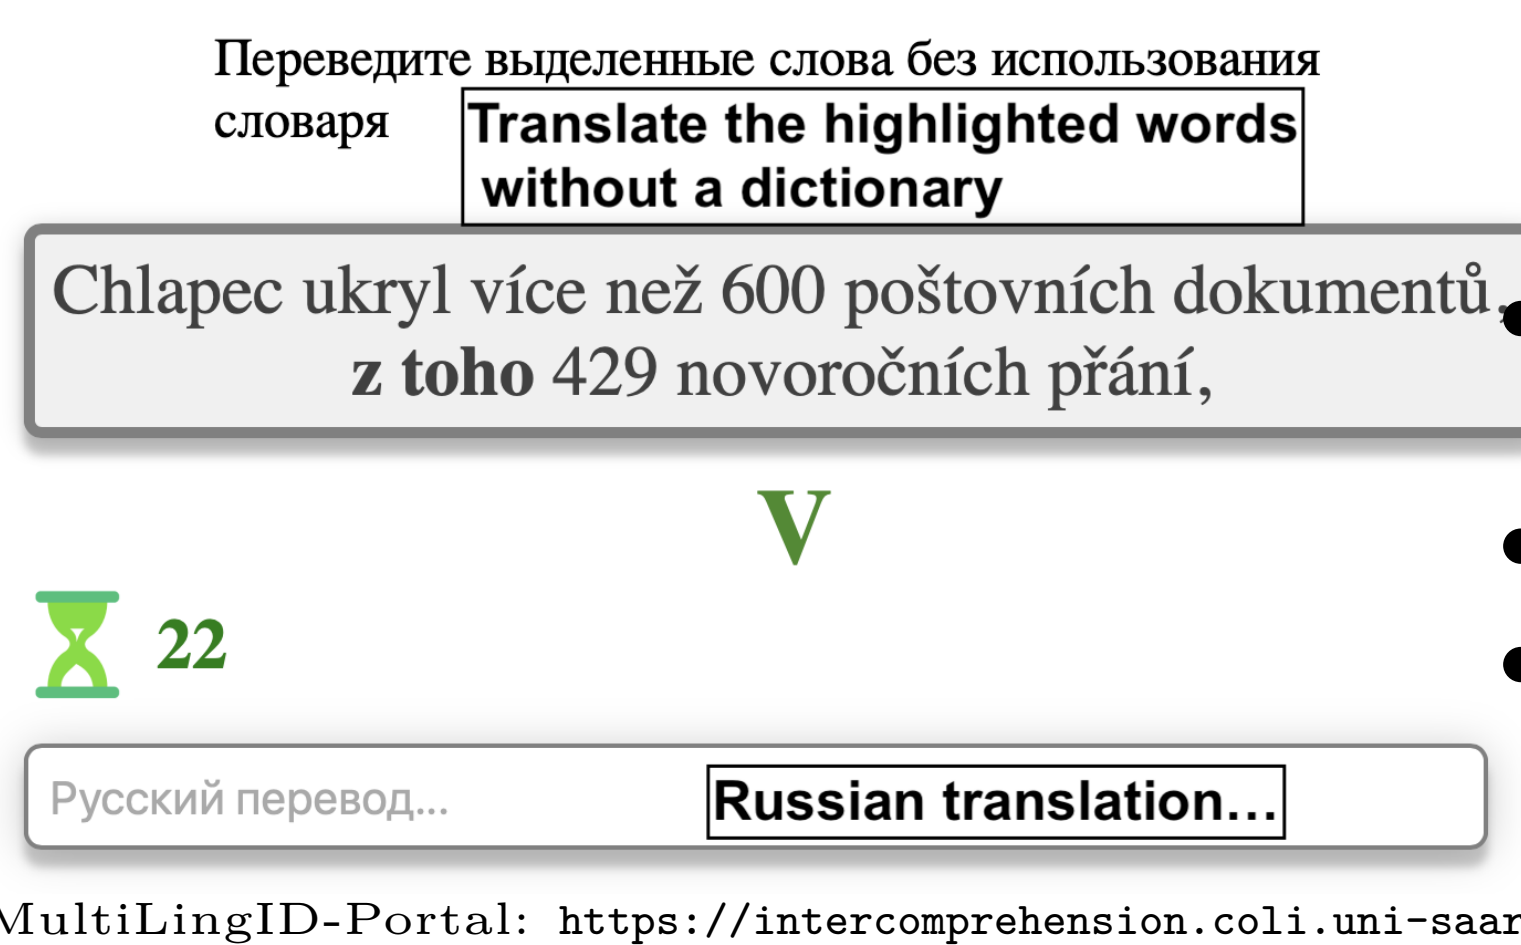 Переведите выделенные слова без использования
словаря
Translate the highlighted words
without a dictionary
Chlapec ukryl více než 600 poštovních dokumentů,
z toho 429 novoročních přání,
V
22
Русский перевод...
Russian translation...
MultiLingID-Portal: https://intercomprehension.coli.uni-saar